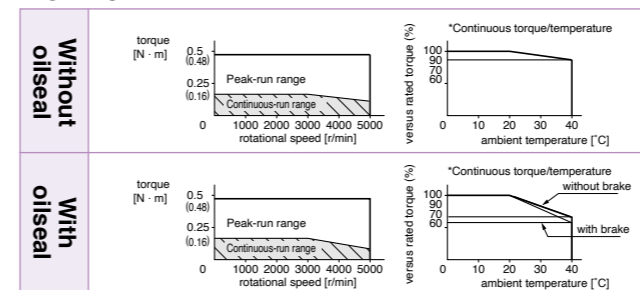 Without
oilseal
torque
[N · m]
0.5
(0.48)
0.25
(0.16)
0
Peak-run range
Continuous-run range
1000 2000 3000 4000 5000
rotational speed [r/min]
*Continuous torque/temperature
versus rated torque (%)
100
90
70
60
0 10 20 30 40
ambient temperature [˚C]
With
oilseal
torque
[N · m]
0.5
(0.48)
0.25
(0.16)
0
Peak-run range
Continuous-run range
1000 2000 3000 4000 5000
rotational speed [r/min]
*Continuous torque/temperature
versus rated torque (%)
without brake
100
90
70
60
with brake
0 10 20 30 40
ambient temperature [˚C]